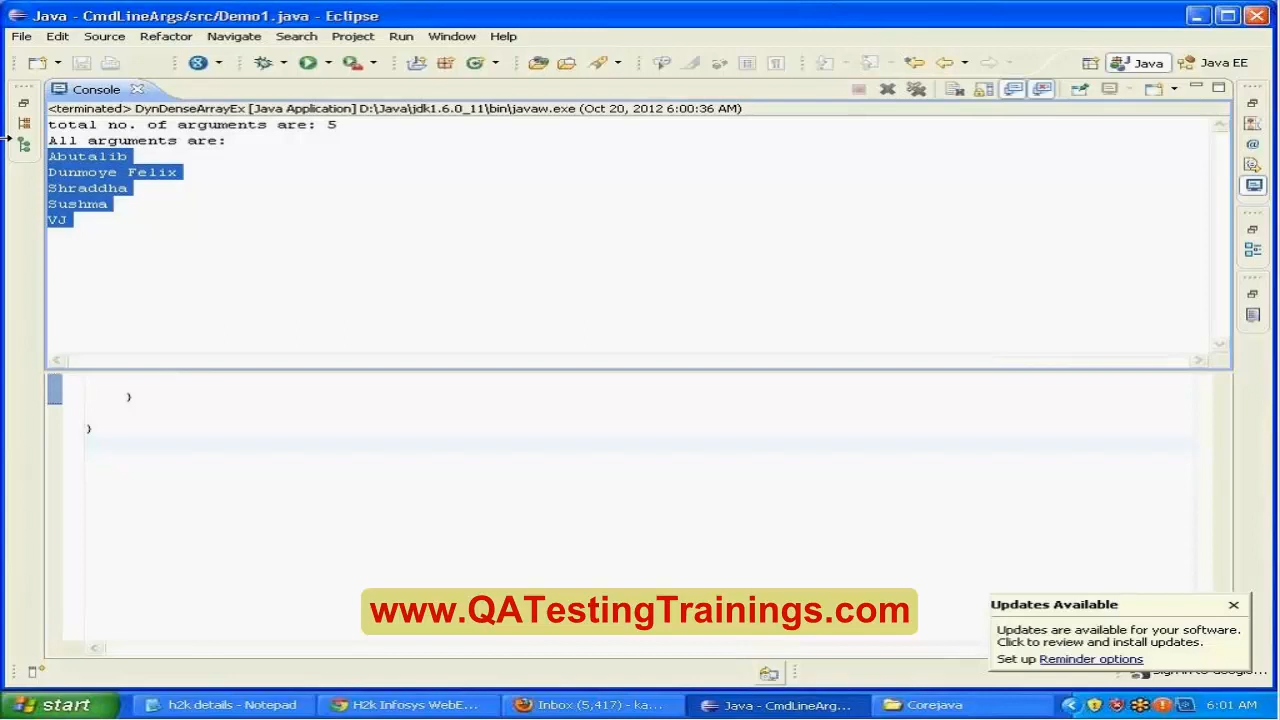 Java - CmdLineArgs/src/Demo1.java - Eclipse
File Edit Source Refactor Navigate Search Project Run Window Help
Java Java EE
Console
<terminated> DynDenseArrayEx [Java Application] D:\Java\jdk1.6.0_11\bin\javaw.exe (Oct 20, 2012 6:00:36 AM)
total no. of arguments are: 5
All arguments are:
Abutalib
Dunmoye Felix
Shraddha
Sushma
VJ
}
}
www.QATestingTrainings.com
Updates Available
Updates are available for your software.
Click to review and install updates.
Set up Reminder options
start h2k details - Notepad H2k Infosys WebE... Inbox (5,417) - ka... Java - CmdLineArg... Corejava 6:01 AM